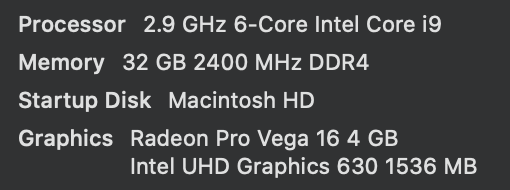 Processor 2.9 GHz 6-Core Intel Core i9
Memory 32 GB 2400 MHz DDR4
Startup Disk Macintosh HD
Graphics Radeon Pro Vega 16 4 GB
Intel UHD Graphics 630 1536 MB